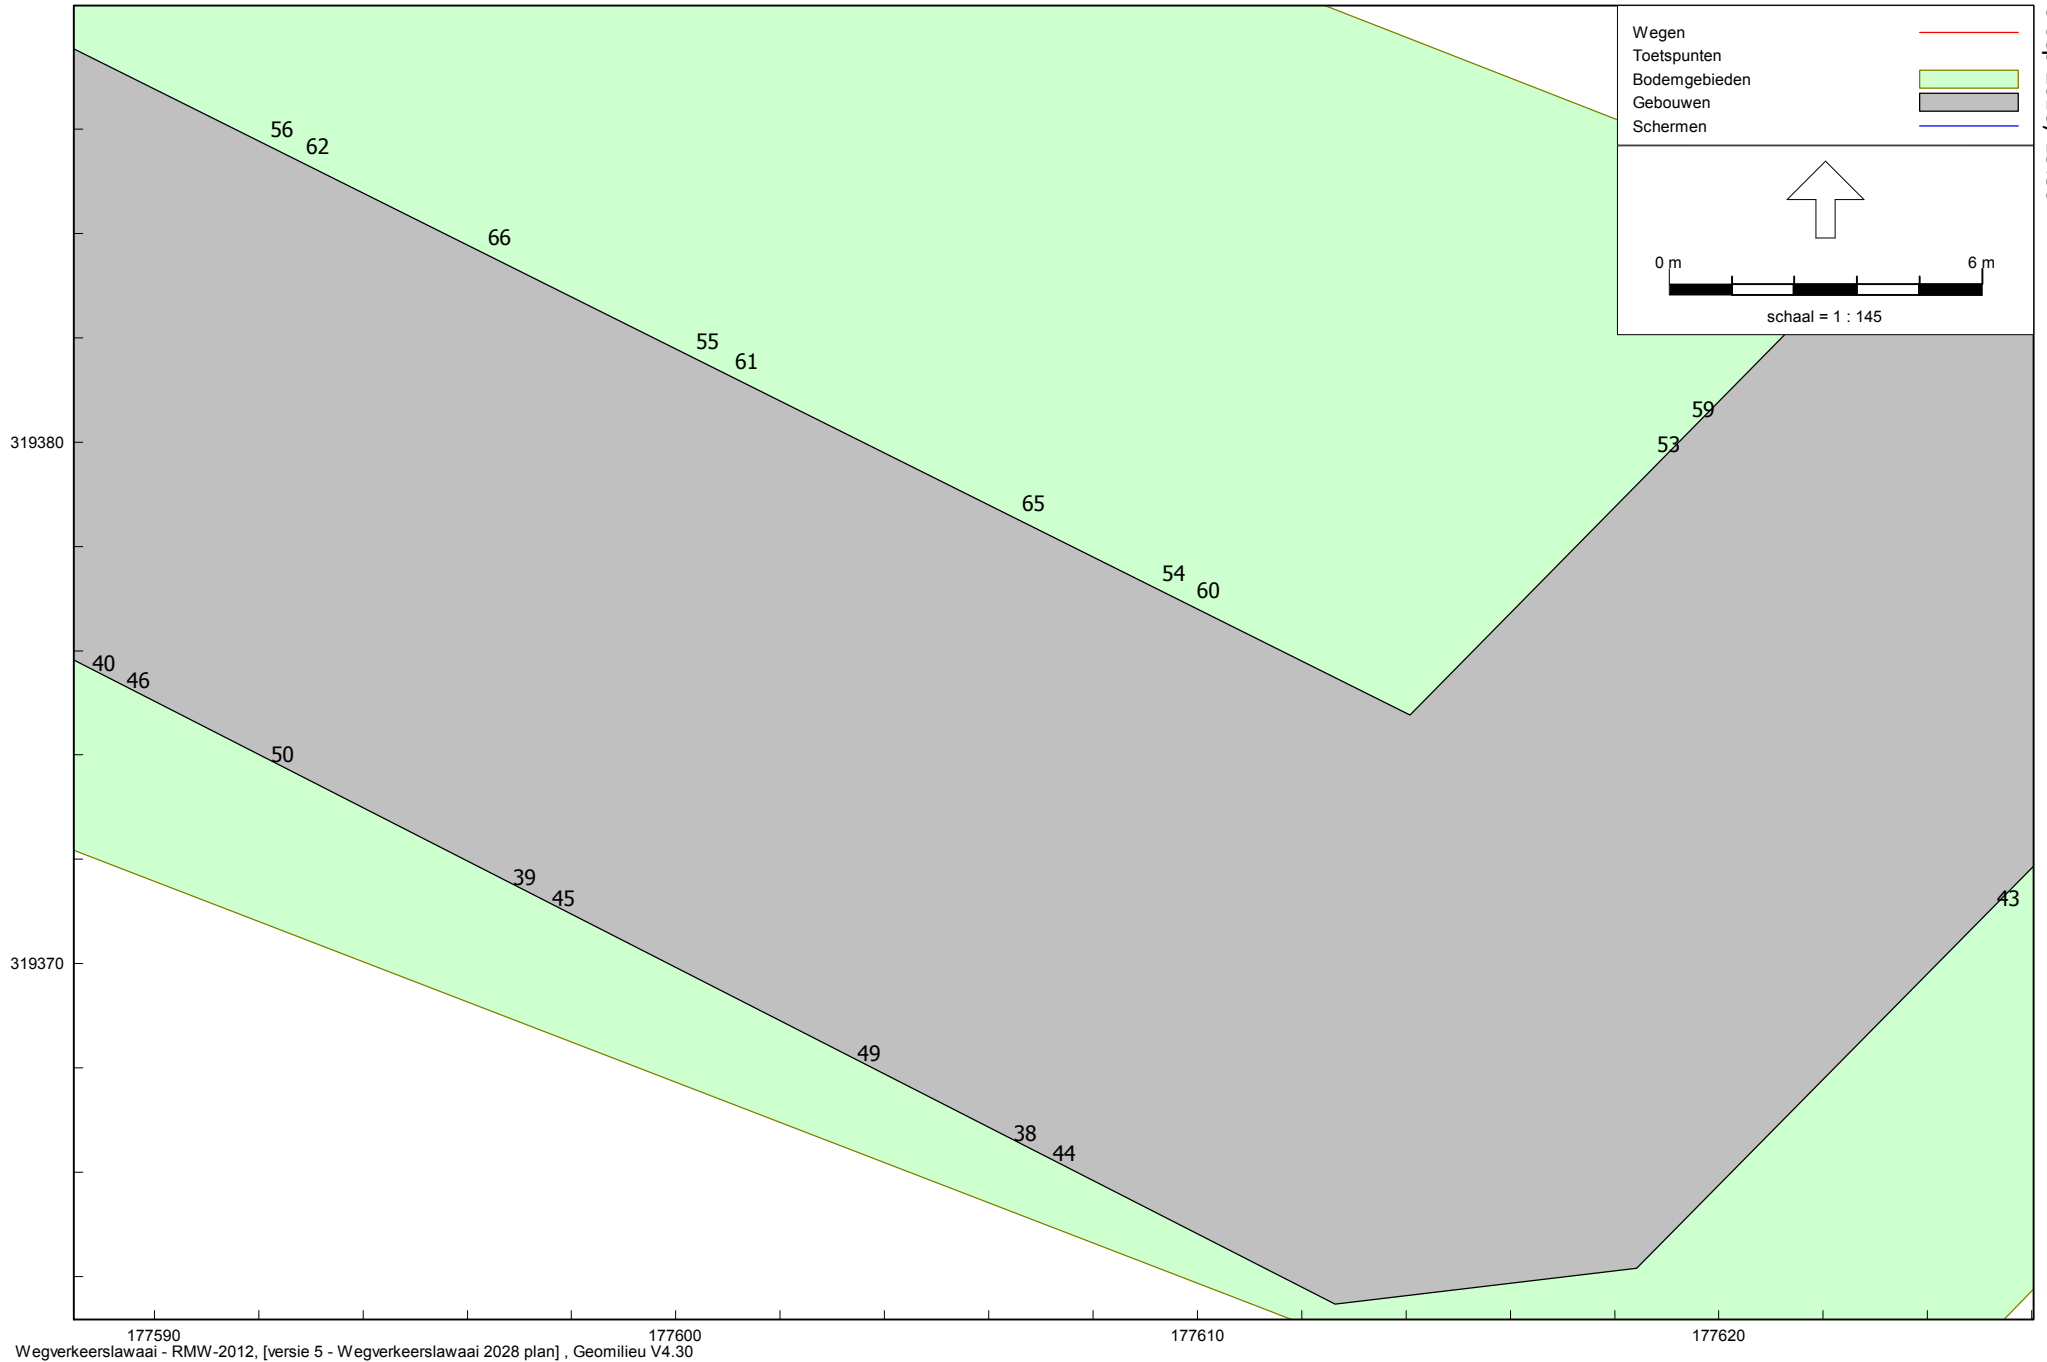 Wegen
Toetspunten
Bodemgebieden
Gebouwen
Schermen
0 m 6 m
schaal = 1 : 145
56
62
66
55
61
59
319380
53
65
54
60
40
46
50
39
45
43
319370
49
38
44
177590 177600 177610 177620
Wegverkeerslawaai - RMW-2012, [versie 5 - Wegverkeerslawaai 2028 plan] , Geomilieu V4.30